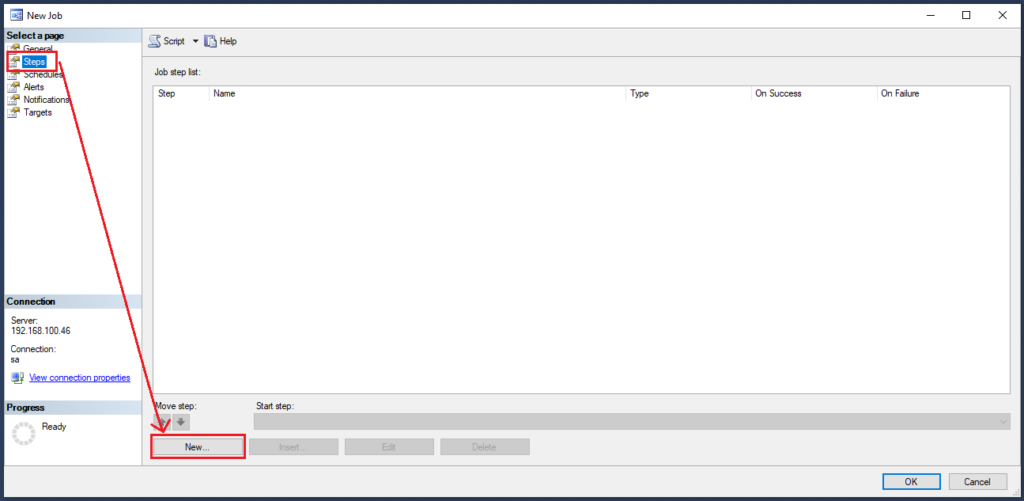 New Job
Select a page
General
Steps
Schedules
Alerts
Notifications
Targets
Script Help
Job step list:
Step Name Type On Success On Failure
Connection
Server:
192.168.100.46
Connection:
sa
View connection properties
Progress
Ready
Move step: Start step:
New... Insert... Edit Delete
OK Cancel